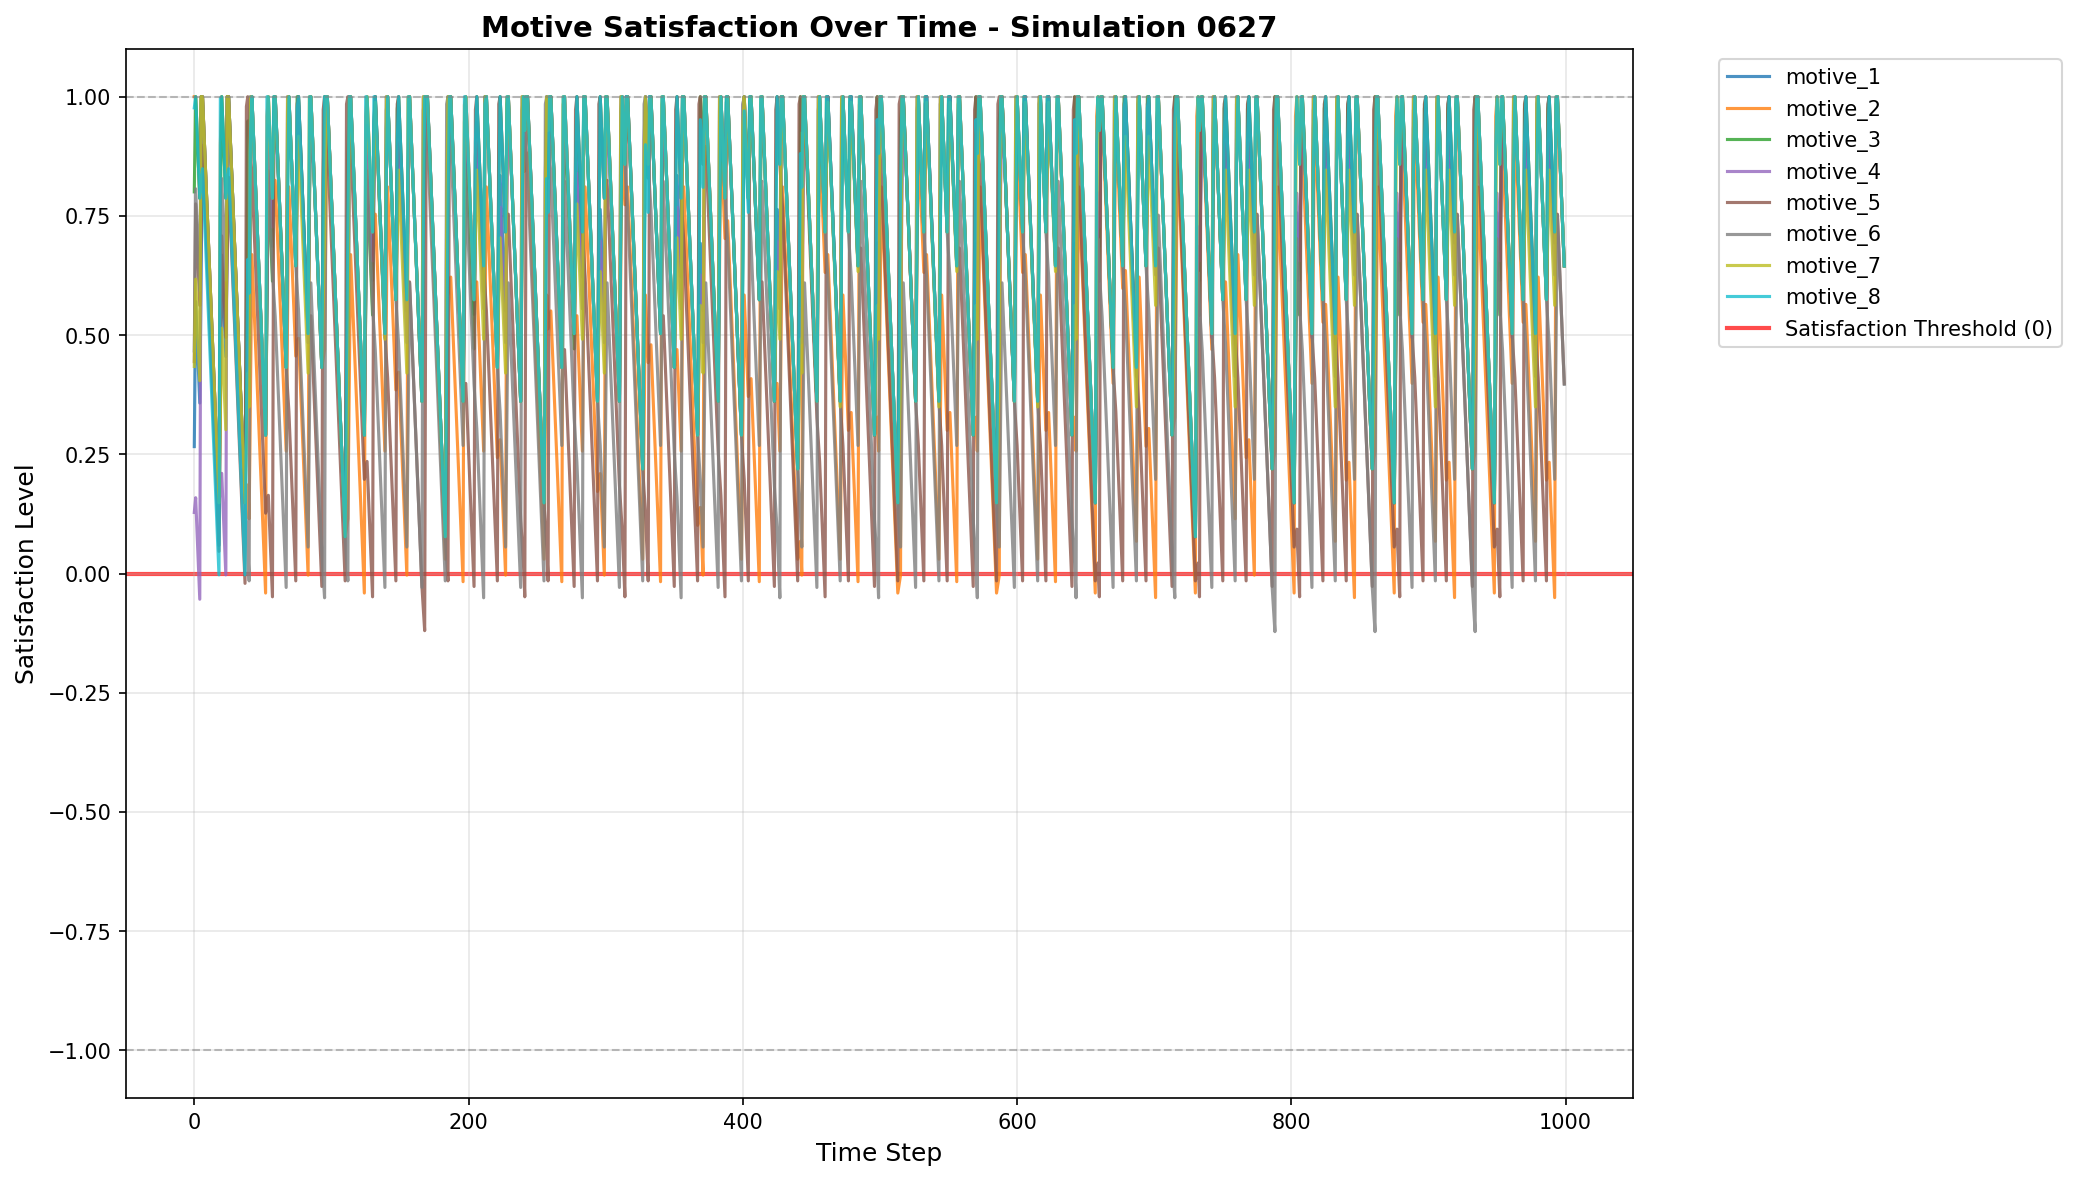 Motive Satisfaction Over Time - Simulation 0627
1.00
0.75
0.50
0.25
0.00
−0.25
−0.50
−0.75
−1.00
Satisfaction Level
0
200
400
600
800
1000
Time Step
motive_1
motive_2
motive_3
motive_4
motive_5
motive_6
motive_7
motive_8
Satisfaction Threshold (0)